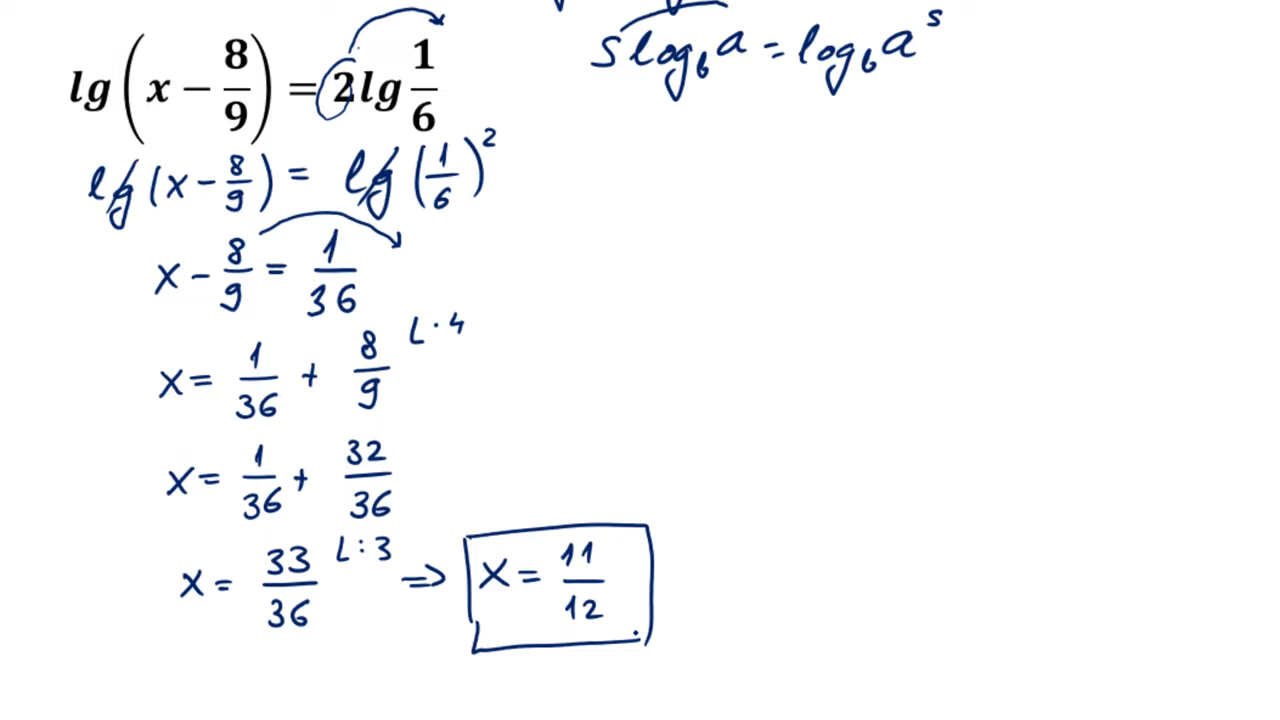 s log_b a = log_b a^s
lg(x − 8/9) = 2lg 1/6
lg(x − 8/9) = lg(1/6)^2
x − 8/9 = 1/36
x = 1/36 + 8/9 L·4
x = 1/36 + 32/36
x = 33/36 L:3 ⇒ x = 11/12